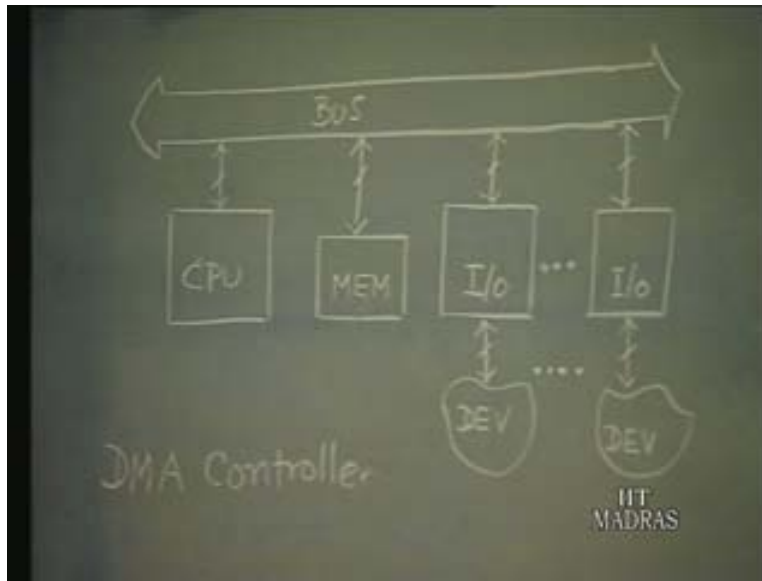 BUS
CPU MEM I/O I/O
DEV DEV
DMA Controller.
IIT
MADRAS